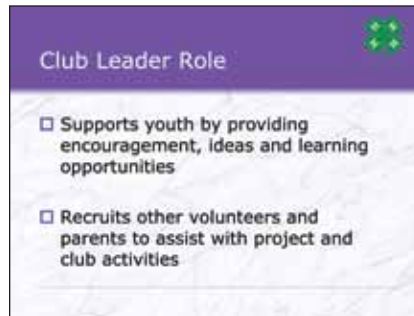 Club Leader Role
Supports youth by providing
encouragement, ideas and learning
opportunities
Recruits other volunteers and
parents to assist with project and
club activities